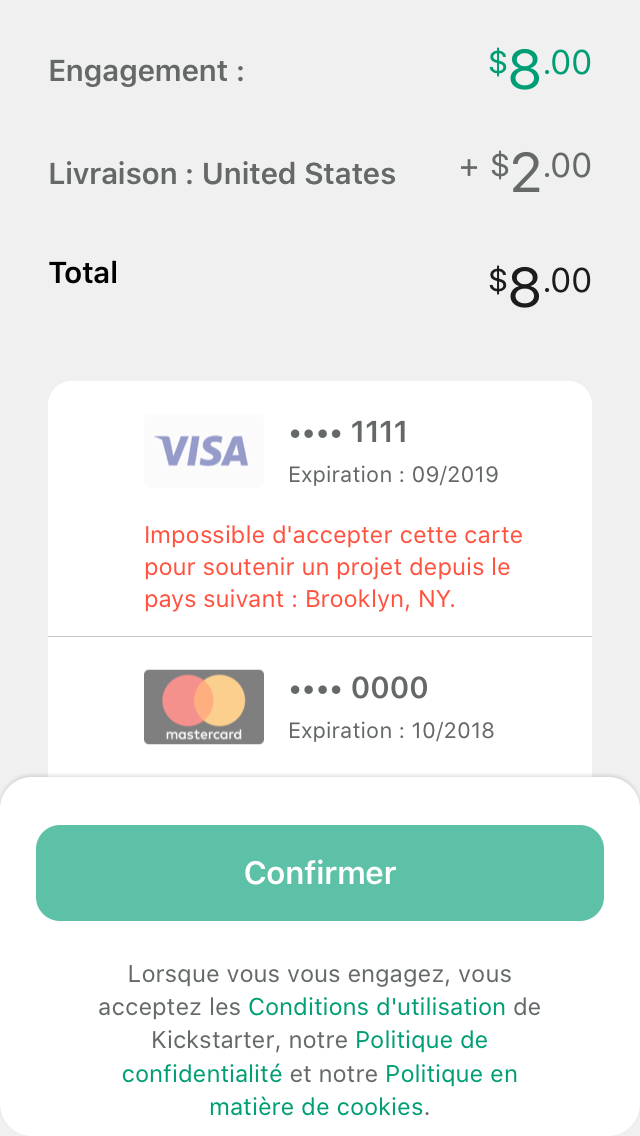 Engagement :
$8.00
Livraison : United States
+ $2.00
Total
$8.00
VISA
•••• 1111
Expiration : 09/2019
Impossible d'accepter cette carte
pour soutenir un projet depuis le
pays suivant : Brooklyn, NY.
•••• 0000
mastercard
Expiration : 10/2018
Confirmer
Lorsque vous vous engagez, vous
acceptez les Conditions d'utilisation de
Kickstarter, notre Politique de
confidentialité et notre Politique en
matière de cookies.